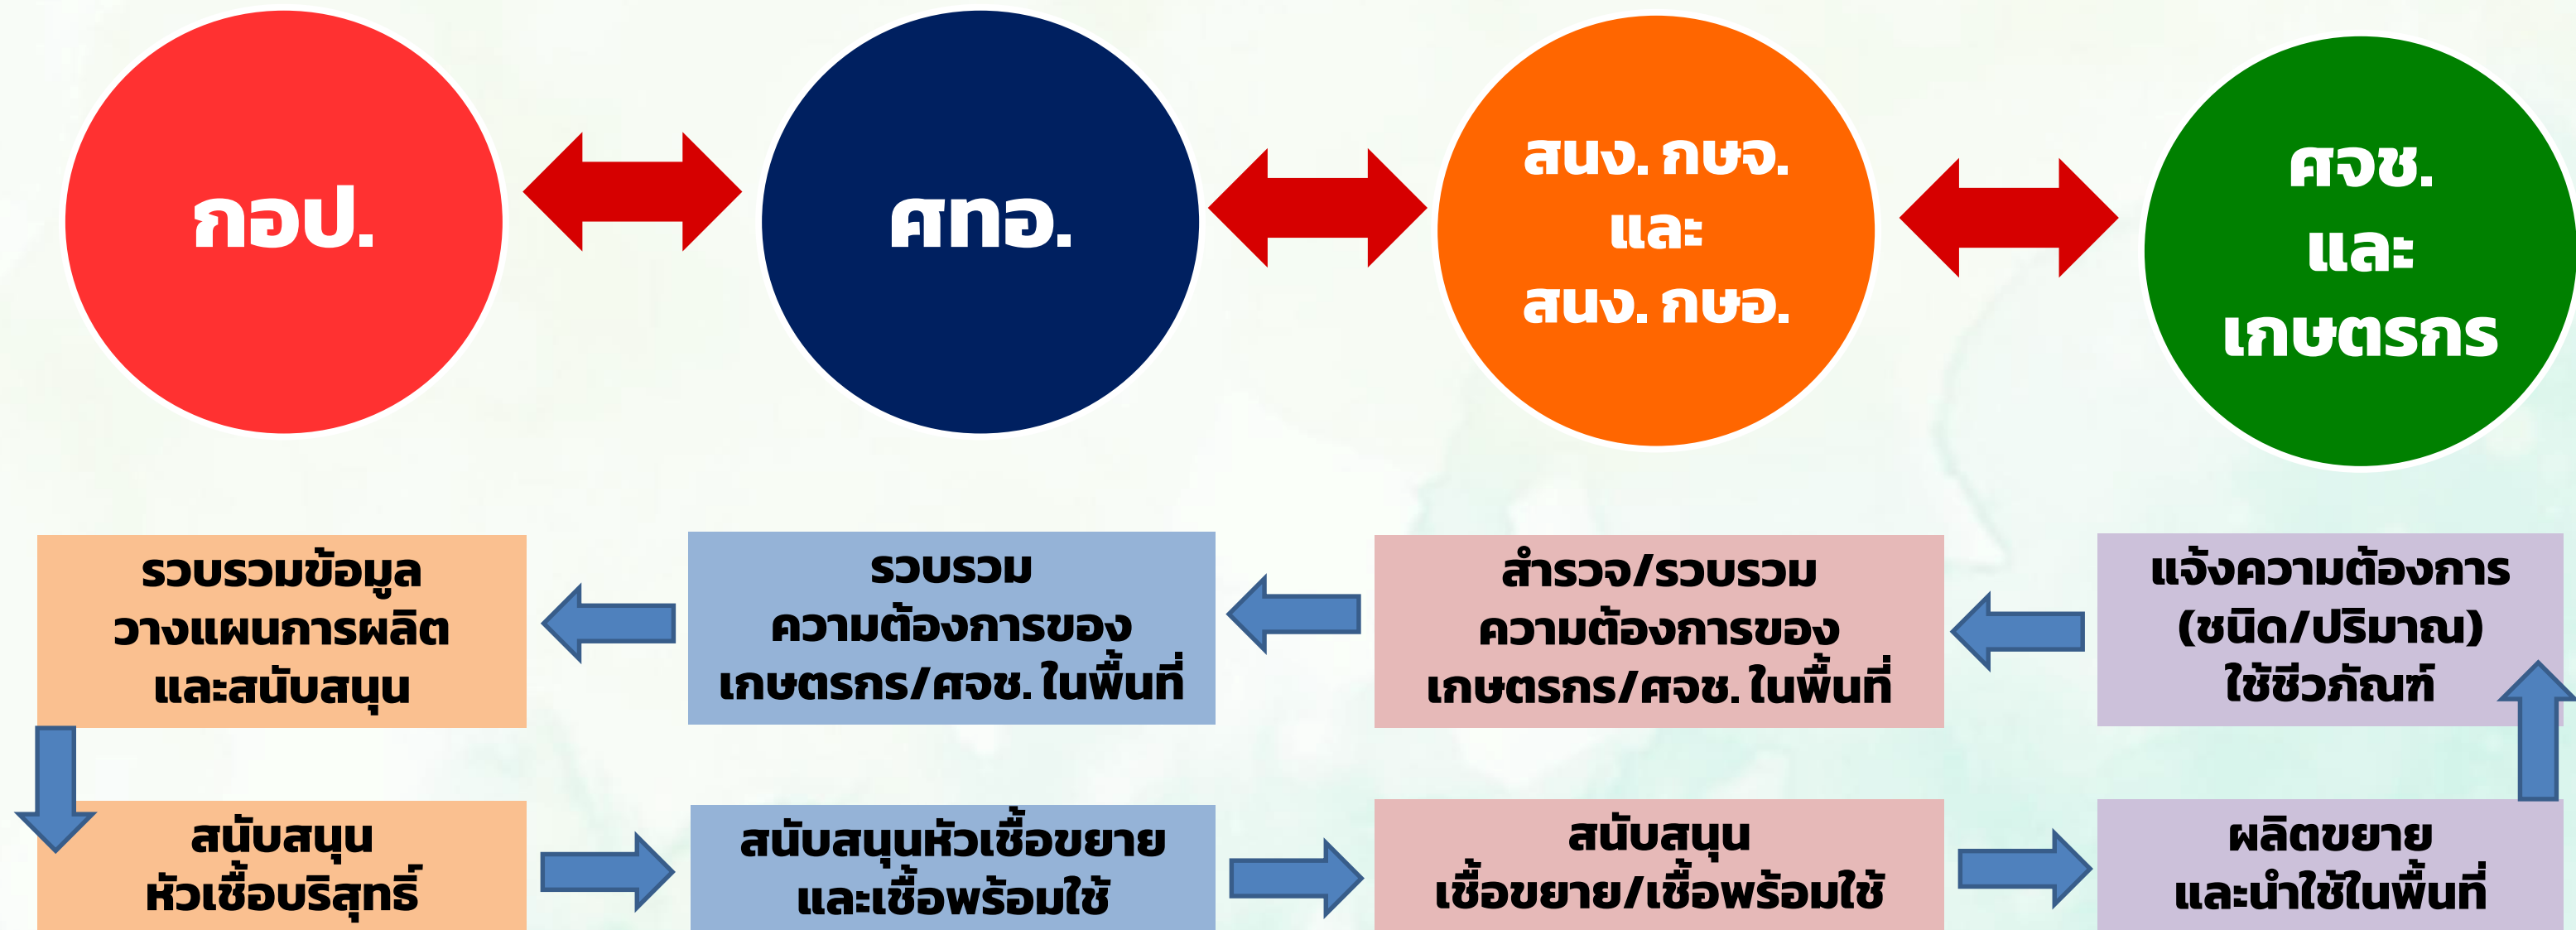 กอป.
ศทอ.
สนง. กษจ.
และ
สนง. กษอ.
ศจช.
และ
เกษตรกร
รวบรวมข้อมูล
วางแผนการผลิต
และสนับสนุน
รวบรวม
ความต้องการของ
เกษตรกร/ศจช. ในพื้นที่
สำรวจ/รวบรวม
ความต้องการของ
เกษตรกร/ศจช. ในพื้นที่
แจ้งความต้องการ
(ชนิด/ปริมาณ)
ใช้ชีวภัณฑ์
สนับสนุน
หัวเชื้อบริสุทธิ์
สนับสนุนหัวเชื้อขยาย
และเชื้อพร้อมใช้
สนับสนุน
เชื้อขยาย/เชื้อพร้อมใช้
ผลิตขยาย
และนำใช้ในพื้นที่